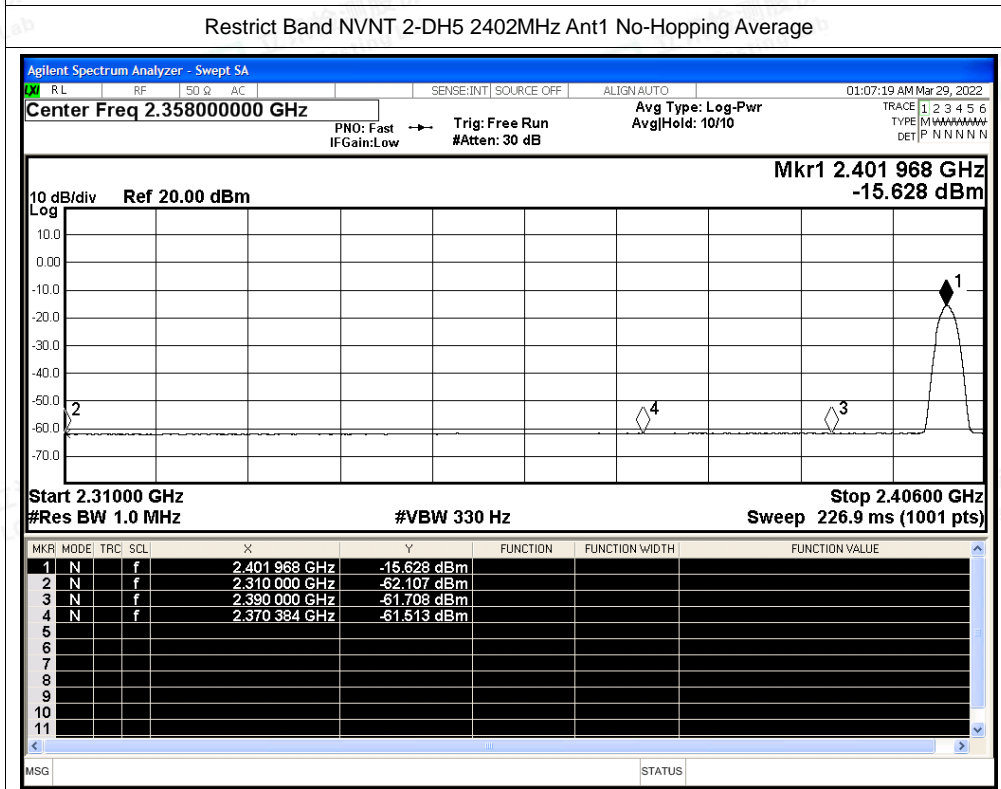 Restrict Band NVNT 2-DH5 2402MHz Ant1 No-Hopping Average
Agilent Spectrum Analyzer - Swept SA
LXI RL RF 50 Ω AC SENSE:INT SOURCE OFF ALIGN AUTO 01:07:19 AM Mar 29, 2022
Center Freq 2.358000000 GHz
PNO: Fast
IFGain:Low
Trig: Free Run
#Atten: 30 dB
Avg Type: Log-Pwr
Avg|Hold: 10/10
TRACE 1 2 3 4 5 6
TYPE M WWWWW
DET P N N N N N
Mkr1 2.401 968 GHz
-15.628 dBm
10 dB/div Ref 20.00 dBm
Log
10.0
0.00
-10.0
-20.0
-30.0
-40.0
-50.0
-60.0
-70.0
1
2
4
3
Start 2.31000 GHz Stop 2.40600 GHz
#Res BW 1.0 MHz #VBW 330 Hz Sweep 226.9 ms (1001 pts)
MKR MODE TRC SCL X Y FUNCTION FUNCTION WIDTH FUNCTION VALUE
1 N f 2.401 968 GHz -15.628 dBm
2 N f 2.310 000 GHz -62.107 dBm
3 N f 2.390 000 GHz -61.708 dBm
4 N f 2.370 384 GHz -61.513 dBm
5
6
7
8
9
10
11
MSG STATUS